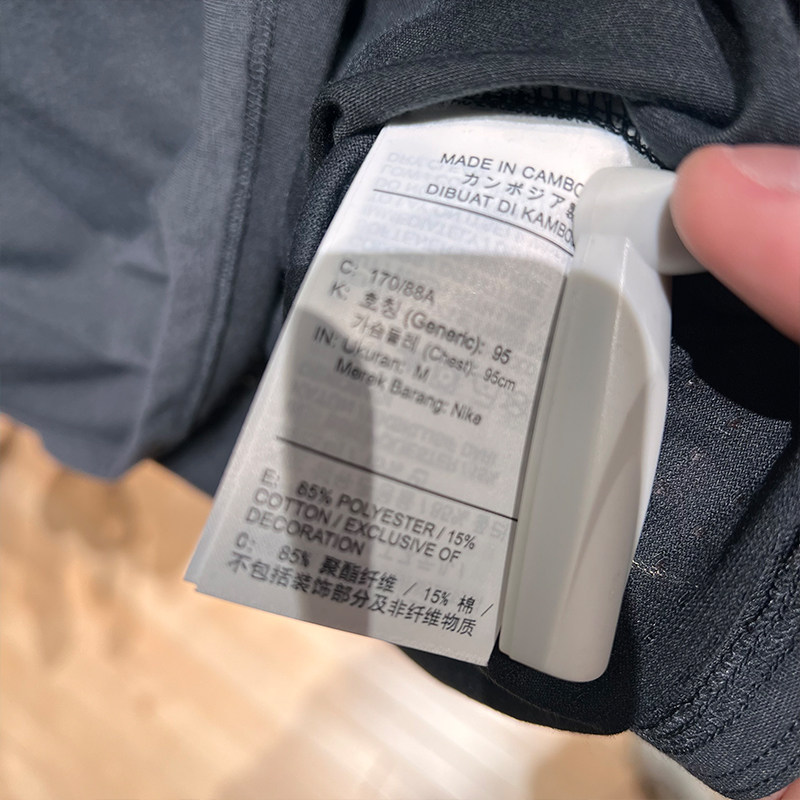 MADE IN CAMBO
カンボジア製
DIBUAT DI KAMBO
C: 170/88A
K: 호칭 (Generic): 95
가슴둘레 (Chest): 95cm
IN: Ukuran: M
Merek Barang: Nike
E: 85% POLYESTER / 15%
COTTON / EXCLUSIVE OF
DECORATION
C: 85% 聚酯纤维 / 15% 棉 /
不包括装饰部分及非纤维物质